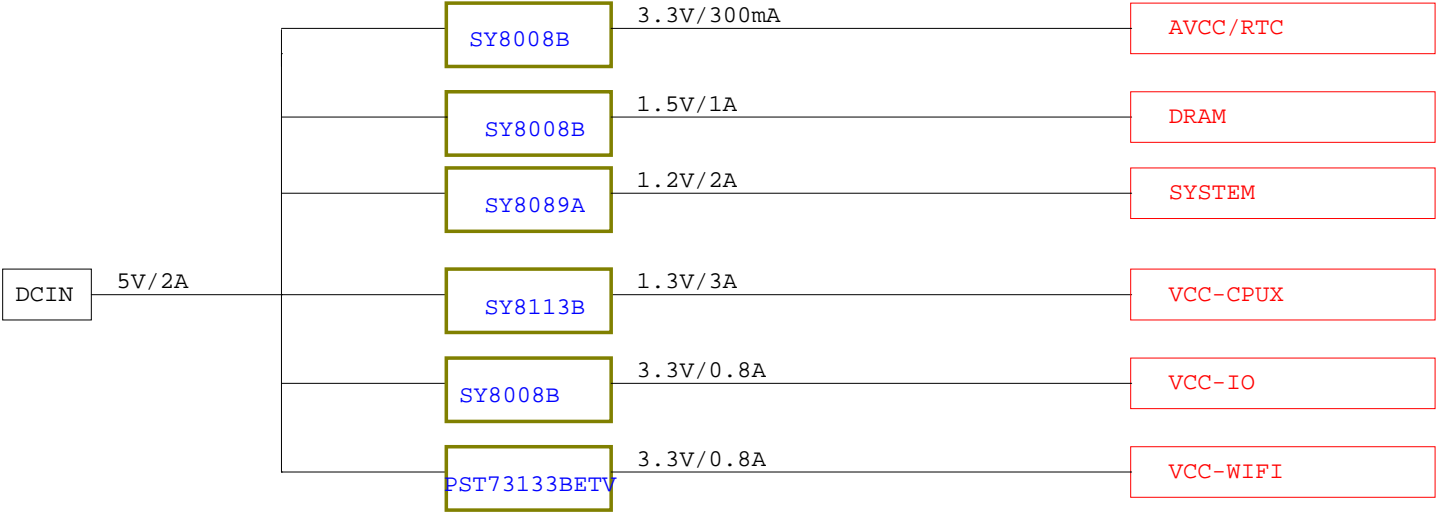 3.3V/300mA
SY8008B
AVCC/RTC
1.5V/1A
SY8008B
DRAM
1.2V/2A
SY8089A
SYSTEM
DCIN
5V/2A
1.3V/3A
SY8113B
VCC-CPUX
3.3V/0.8A
SY8008B
VCC-IO
3.3V/0.8A
PST73133BETV
VCC-WIFI